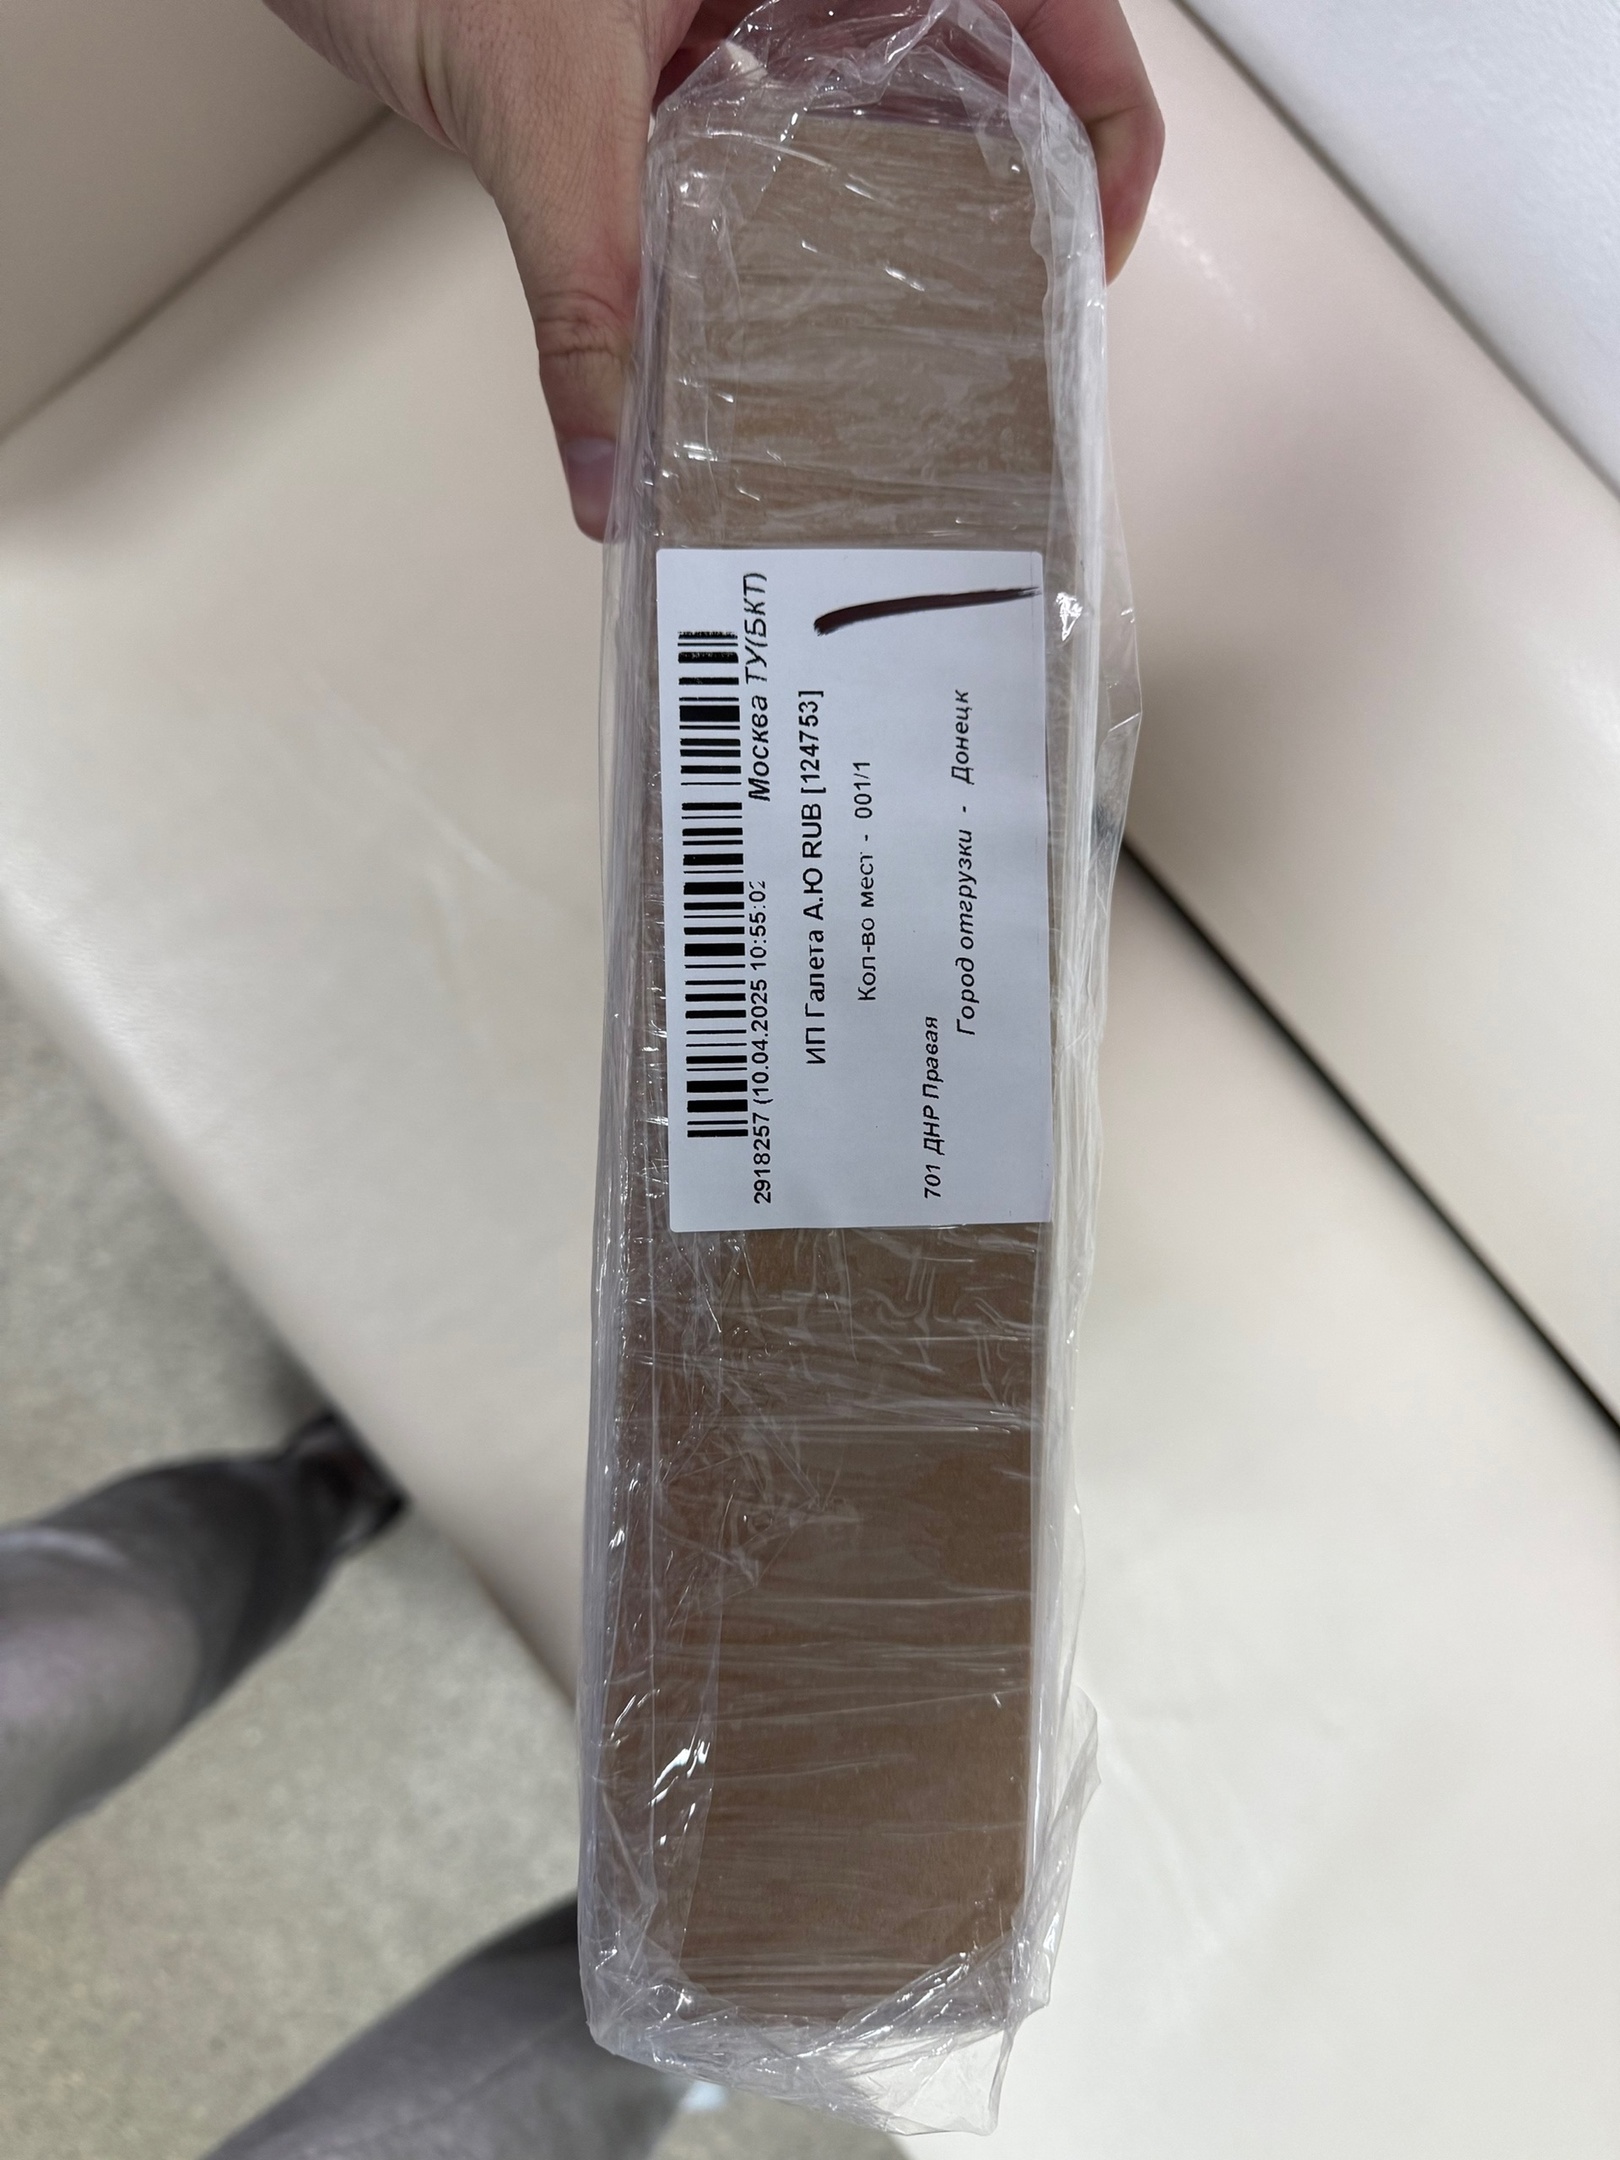 2918257 (10.04.2025 10:55:02 Москва ТУ(БКТ)
ИП Галета А.Ю RUB [124753]
Кол-во мест - 001/1
701 ДНР Правая
Город отгрузки - Донецк